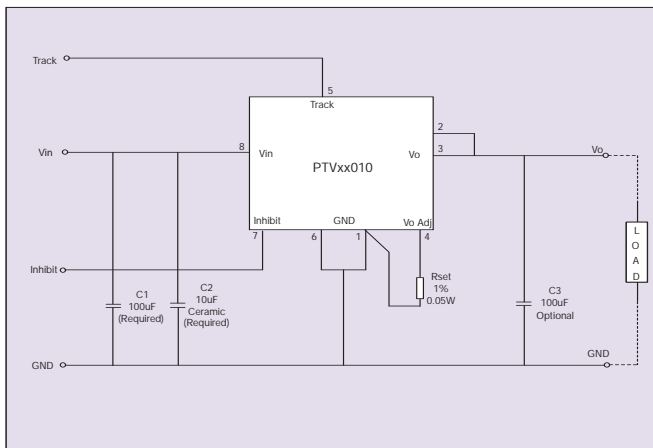 Track
5
Track
2
Vin
8
Vin
Vo
3
Vo
PTVxx010
Inhibit
GND
Vo Adj
7
6
1
4
L
O
A
D
Inhibit
C1
100uF
(Required)
C2
10uF
Ceramic
(Required)
Rset
1%
0.05W
C3
100uF
Optional
GND
GND